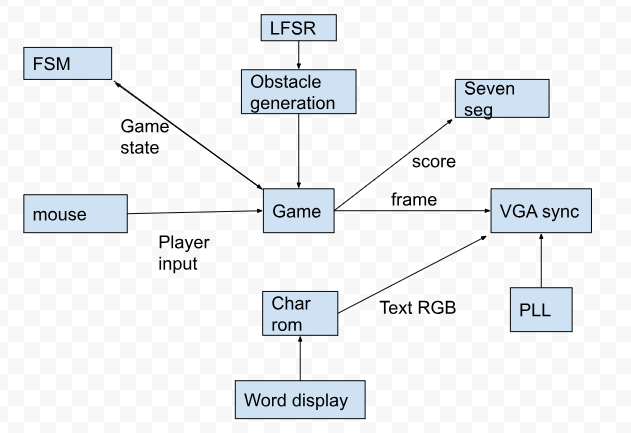 LFSR
FSM
Obstacle
generation
Seven
seg
Game
state
score
mouse
Game
frame
VGA sync
Player
input
Char
rom
Text RGB
PLL
Word display